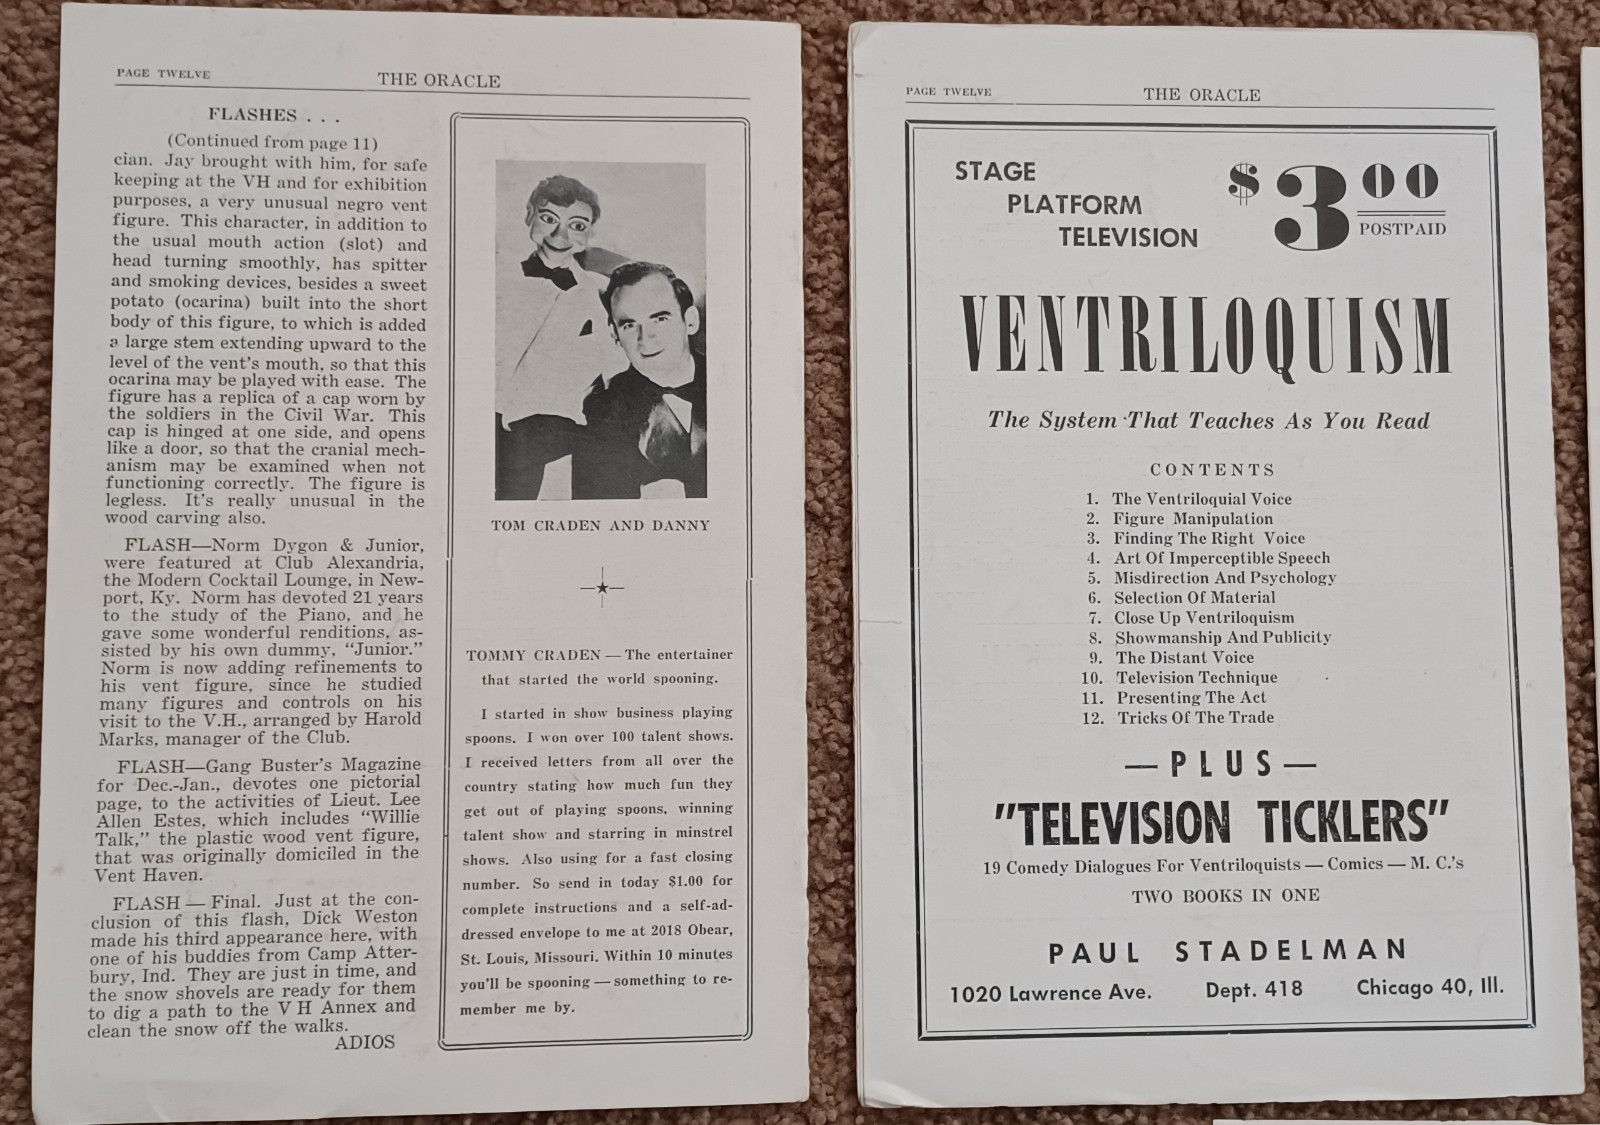 PAGE TWELVE
THE ORACLE
FLASHES . . .
(Continued from page 11)
cian. Jay brought with him, for safe
keeping at the VH and for exhibition
purposes, a very unusual negro vent
figure. This character, in addition to
the usual mouth action (slot) and
head turning smoothly, has spitter
and smoking devices, besides a sweet
potato (ocarina) built into the short
body of this figure, to which is added
a large stem extending upward to the
level of the vent's mouth, so that this
ocarina may be played with ease. The
figure has a replica of a cap worn by
the soldiers in the Civil War. This
cap is hinged at one side, and opens
like a door, so that the cranial mech-
anism may be examined when not
functioning correctly. The figure is
legless. It's really unusual in the
wood carving also.
FLASH—Norm Dygon & Junior,
were featured at Club Alexandria,
the Modern Cocktail Lounge, in New-
port, Ky. Norm has devoted 21 years
to the study of the Piano, and he
gave some wonderful renditions, as-
sisted by his own dummy, "Junior."
Norm is now adding refinements to
his vent figure, since he studied
many figures and controls on his
visit to the V.H., arranged by Harold
Marks, manager of the Club.
FLASH—Gang Buster's Magazine
for Dec.-Jan., devotes one pictorial
page, to the activities of Lieut. Lee
Allen Estes, which includes "Willie
Talk," the plastic wood vent figure,
that was originally domiciled in the
Vent Haven.
FLASH — Final. Just at the con-
clusion of this flash, Dick Weston
made his third appearance here, with
one of his buddies from Camp Atter-
bury, Ind. They are just in time, and
the snow shovels are ready for them
to dig a path to the V H Annex and
clean the snow off the walks.
ADIOS
TOM CRADEN AND DANNY
TOMMY CRADEN — The entertainer
that started the world spooning.
I started in show business playing
spoons. I won over 100 talent shows.
I received letters from all over the
country stating how much fun they
get out of playing spoons, winning
talent show and starring in minstrel
shows. Also using for a fast closing
number. So send in today $1.00 for
complete instructions and a self-ad-
dressed envelope to me at 2018 Obear,
St. Louis, Missouri. Within 10 minutes
you'll be spooning — something to re-
member me by.
PAGE TWELVE
THE ORACLE
STAGE
PLATFORM
TELEVISION
$3 00
POSTPAID
VENTRILOQUISM
The System That Teaches As You Read
CONTENTS
1. The Ventriloquial Voice
2. Figure Manipulation
3. Finding The Right Voice
4. Art Of Imperceptible Speech
5. Misdirection And Psychology
6. Selection Of Material
7. Close Up Ventriloquism
8. Showmanship And Publicity
9. The Distant Voice
10. Television Technique
11. Presenting The Act
12. Tricks Of The Trade
— PLUS —
"TELEVISION TICKLERS"
19 Comedy Dialogues For Ventriloquists — Comics — M. C.'s
TWO BOOKS IN ONE
PAUL STADELMAN
1020 Lawrence Ave. Dept. 418 Chicago 40, Ill.